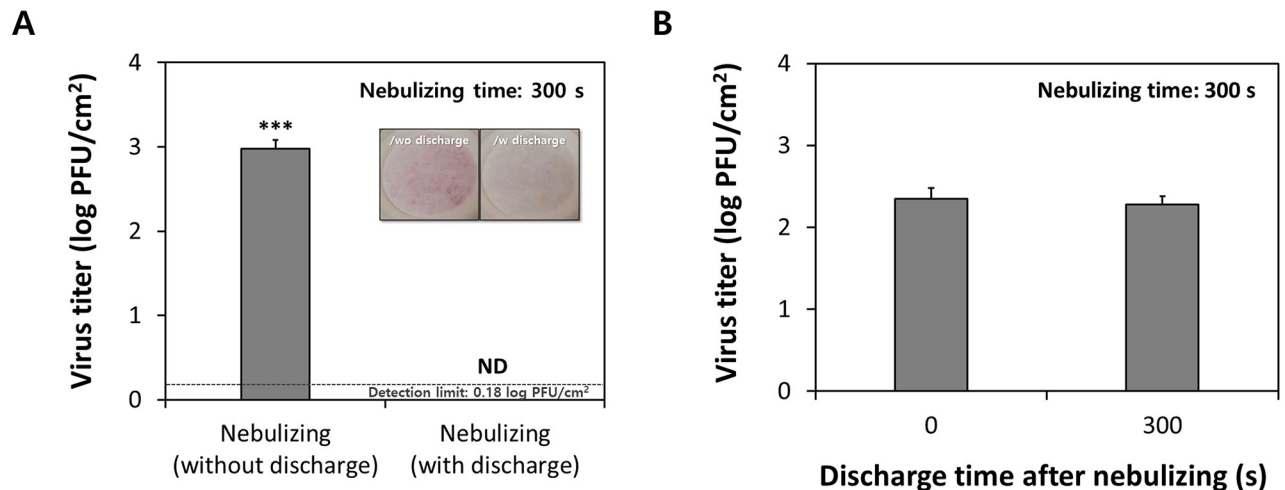 A
Virus titer (log PFU/cm²)
4
3
2
1
0
Nebulizing time: 300 s
***
/wo discharge
/w discharge
ND
Detection limit: 0.18 log PFU/cm²
Nebulizing
(without discharge)
Nebulizing
(with discharge)
B
Virus titer (log PFU/cm²)
4
3
2
1
0
Nebulizing time: 300 s
0
300
Discharge time after nebulizing (s)